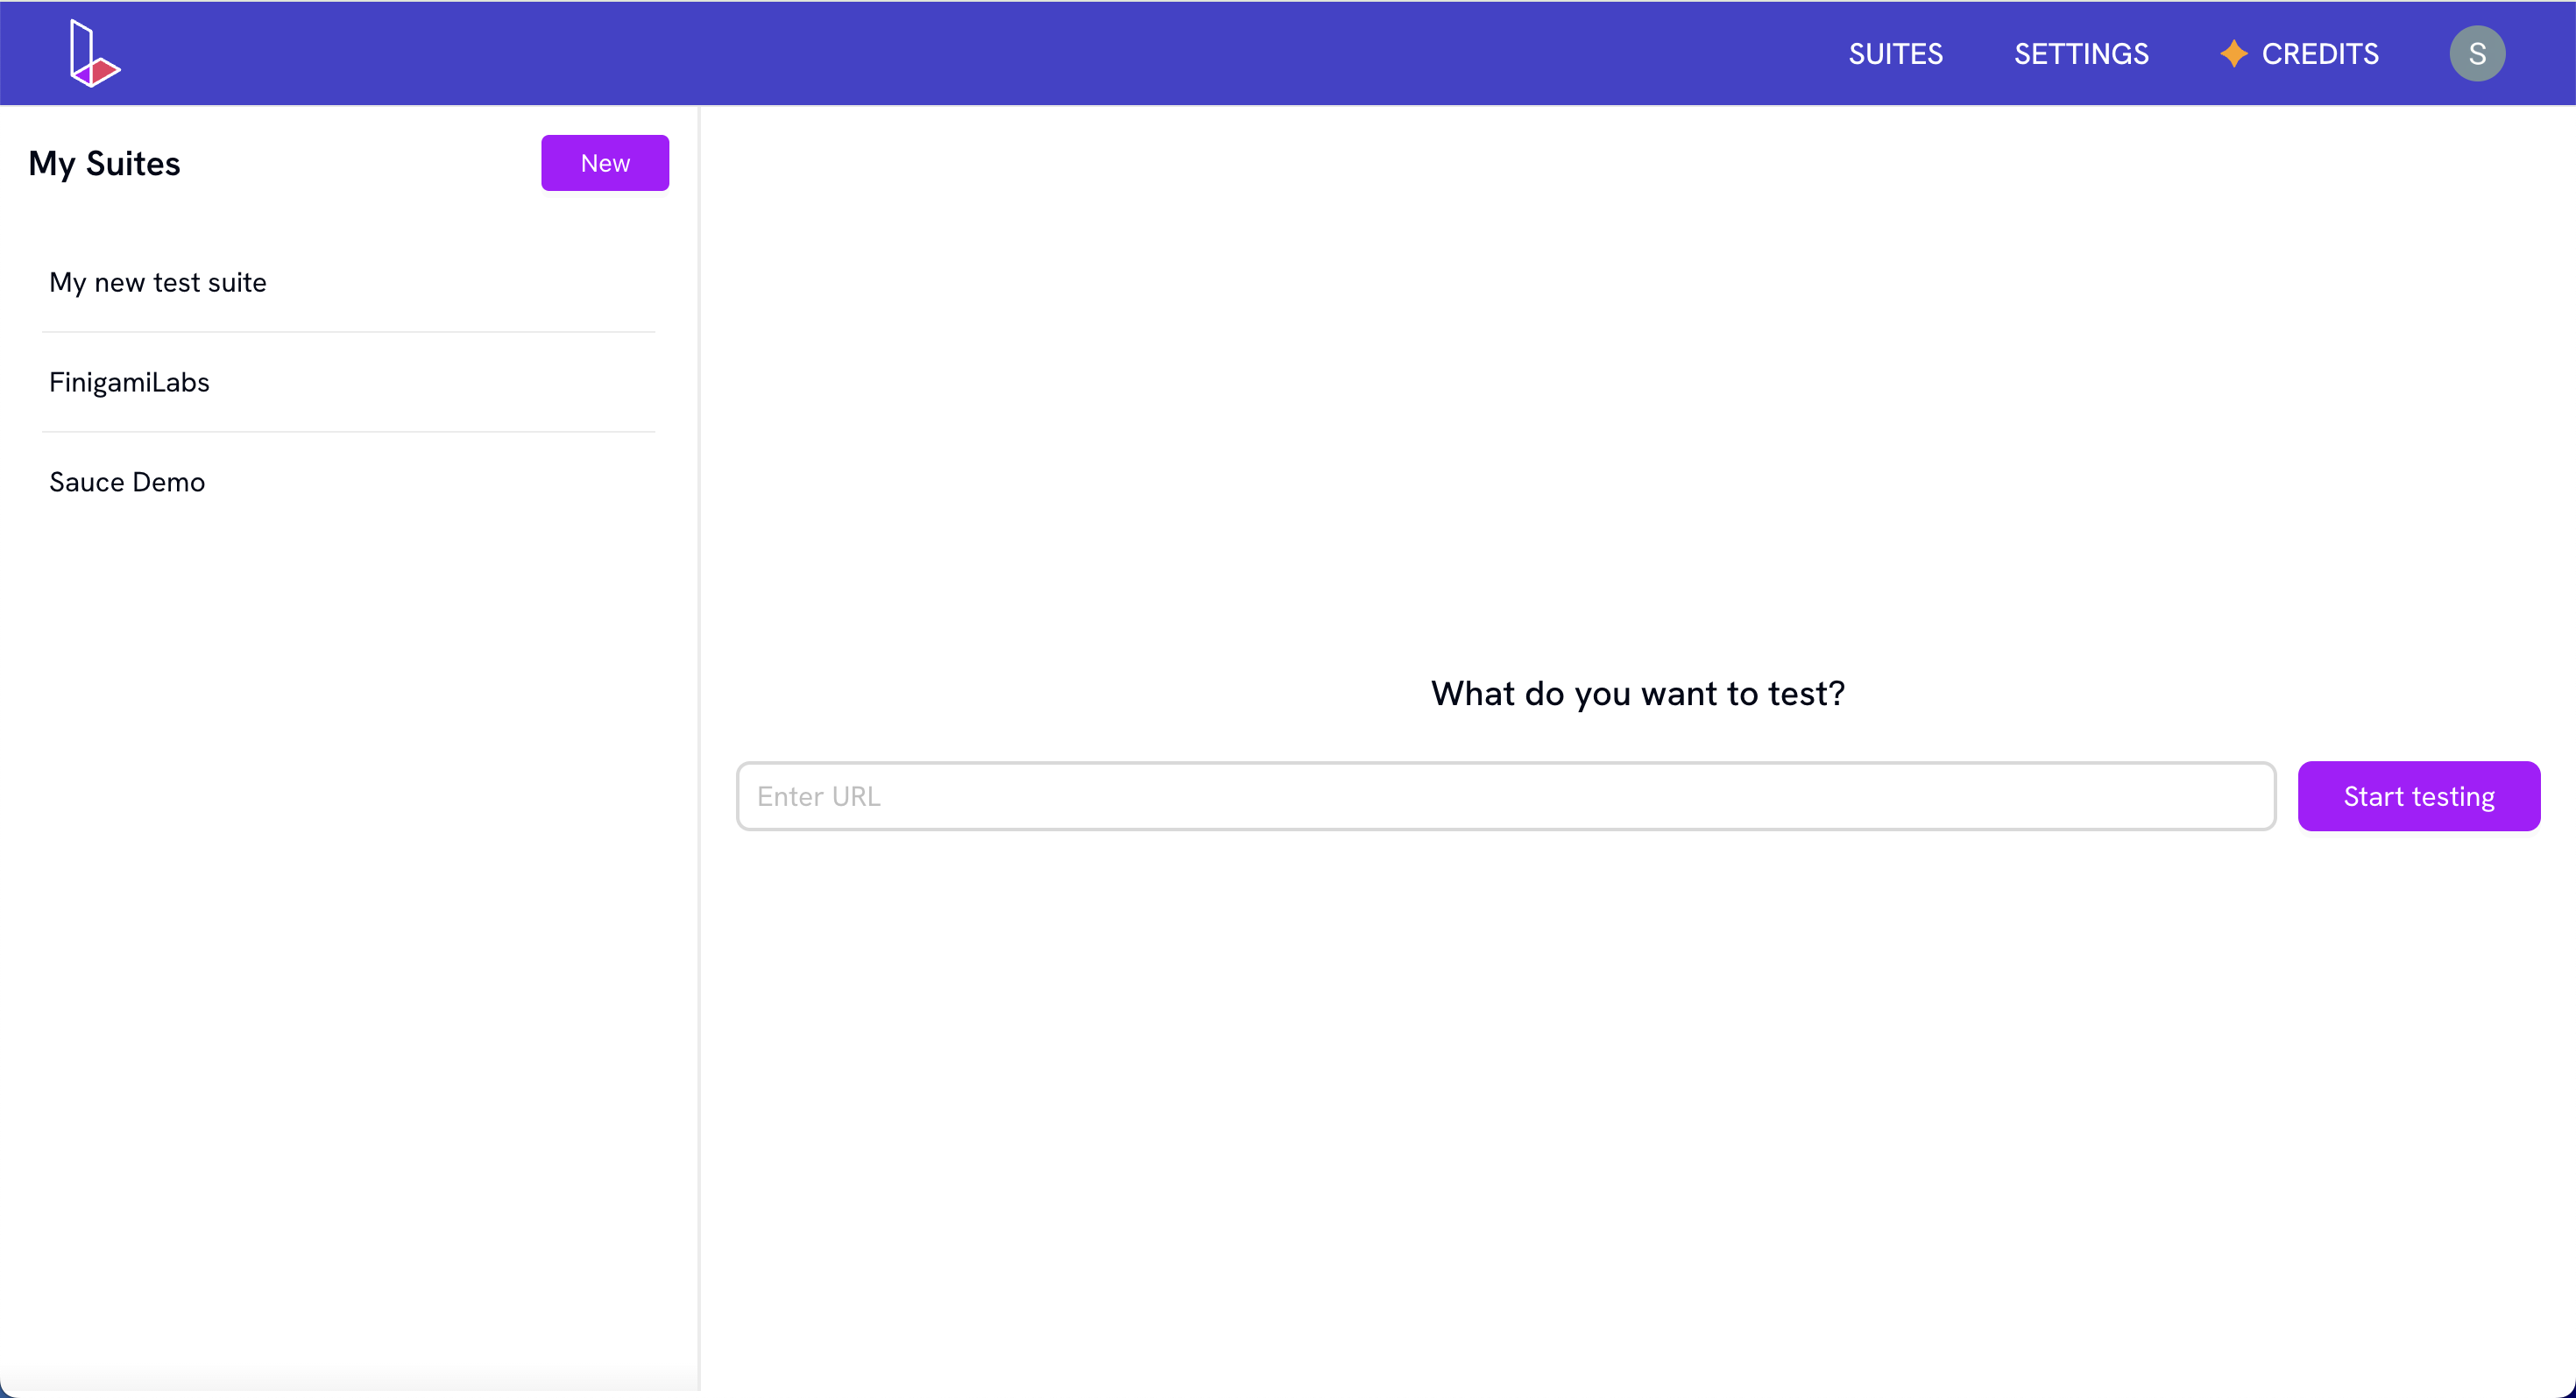 SUITES SETTINGS CREDITS S
My Suites New
My new test suite
FinigamiLabs
Sauce Demo
What do you want to test?
Enter URL Start testing